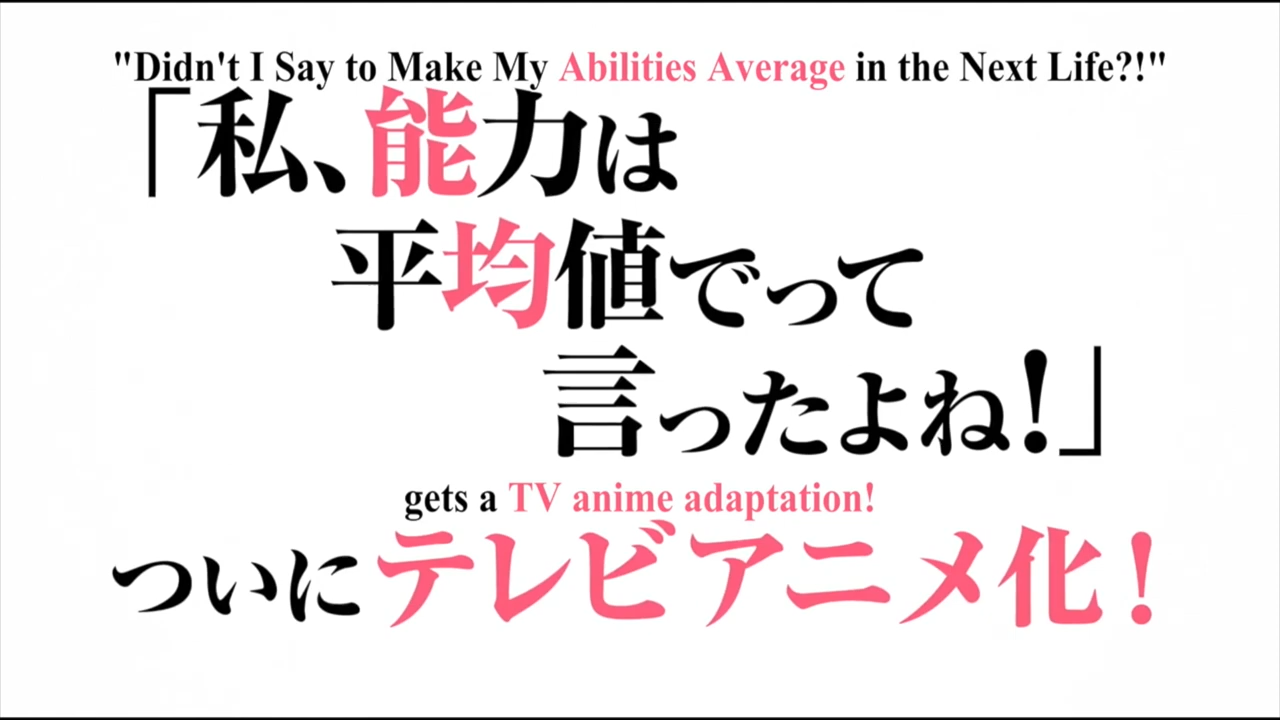 "Didn't I Say to Make My Abilities Average in the Next Life?!"
「私、能力は
平均値でって
言ったよね!」
gets a TV anime adaptation!
ついにテレビアニメ化!